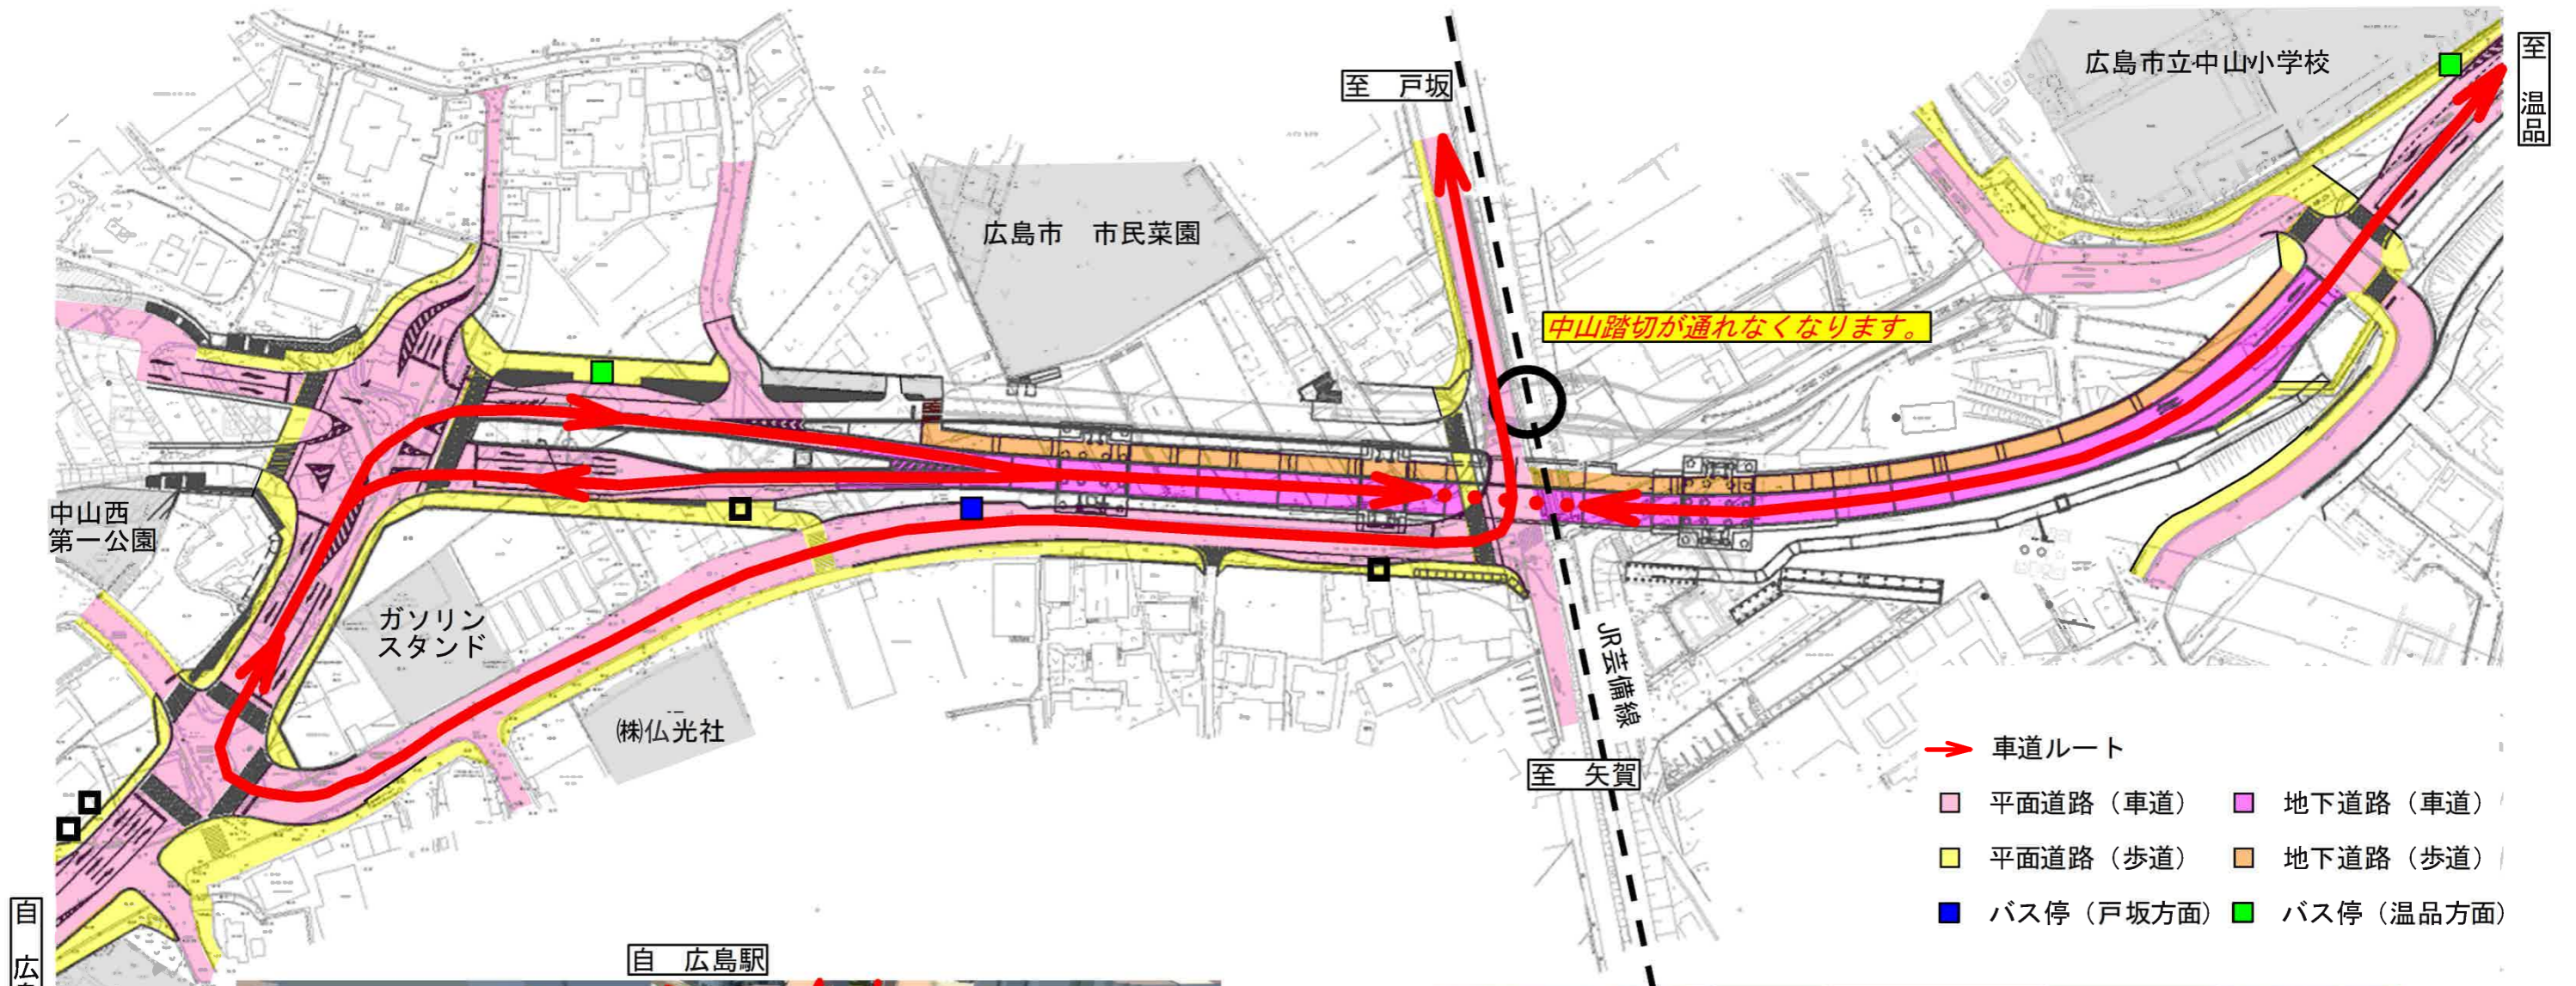 至　戸坂
広島市立中山小学校
至　温品
広島市　市民菜園
中山踏切が通れなくなります。
中山西
第一公園
ガソリン
スタンド
㈱仏光社
JR芸備線
至　矢賀
車道ルート
平面道路（車道）
地下道路（車道）
平面道路（歩道）
地下道路（歩道）
バス停（戸坂方面）
バス停（温品方面）
自　広
自　広島駅